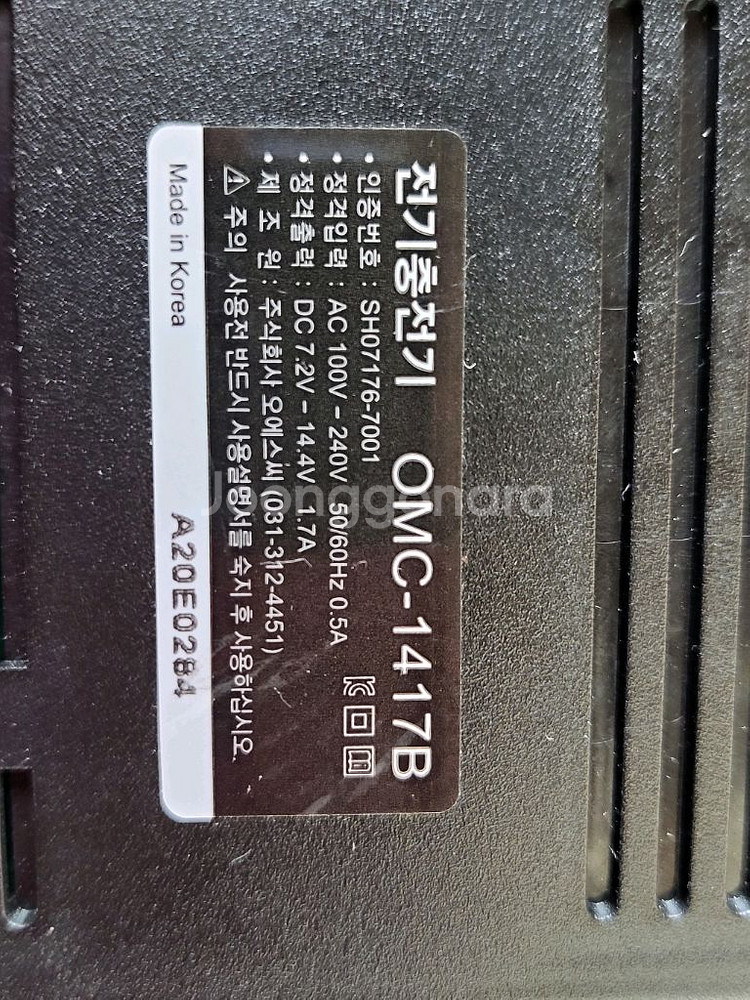 전기충전기 OMC-1417B
• 인증번호 : SH07176-7001
• 정격입력 : AC 100V - 240V 50/60Hz 0.5A
• 정격출력 : DC 7.2V - 14.4V 1.7A
• 제 조 원 : 주식회사 오에스씨 (031-312-4451)
⚠ 주의 사용전 반드시 사용설명서를 숙지 후 사용하십시오.
Made in Korea A20E0284
Joonggonara